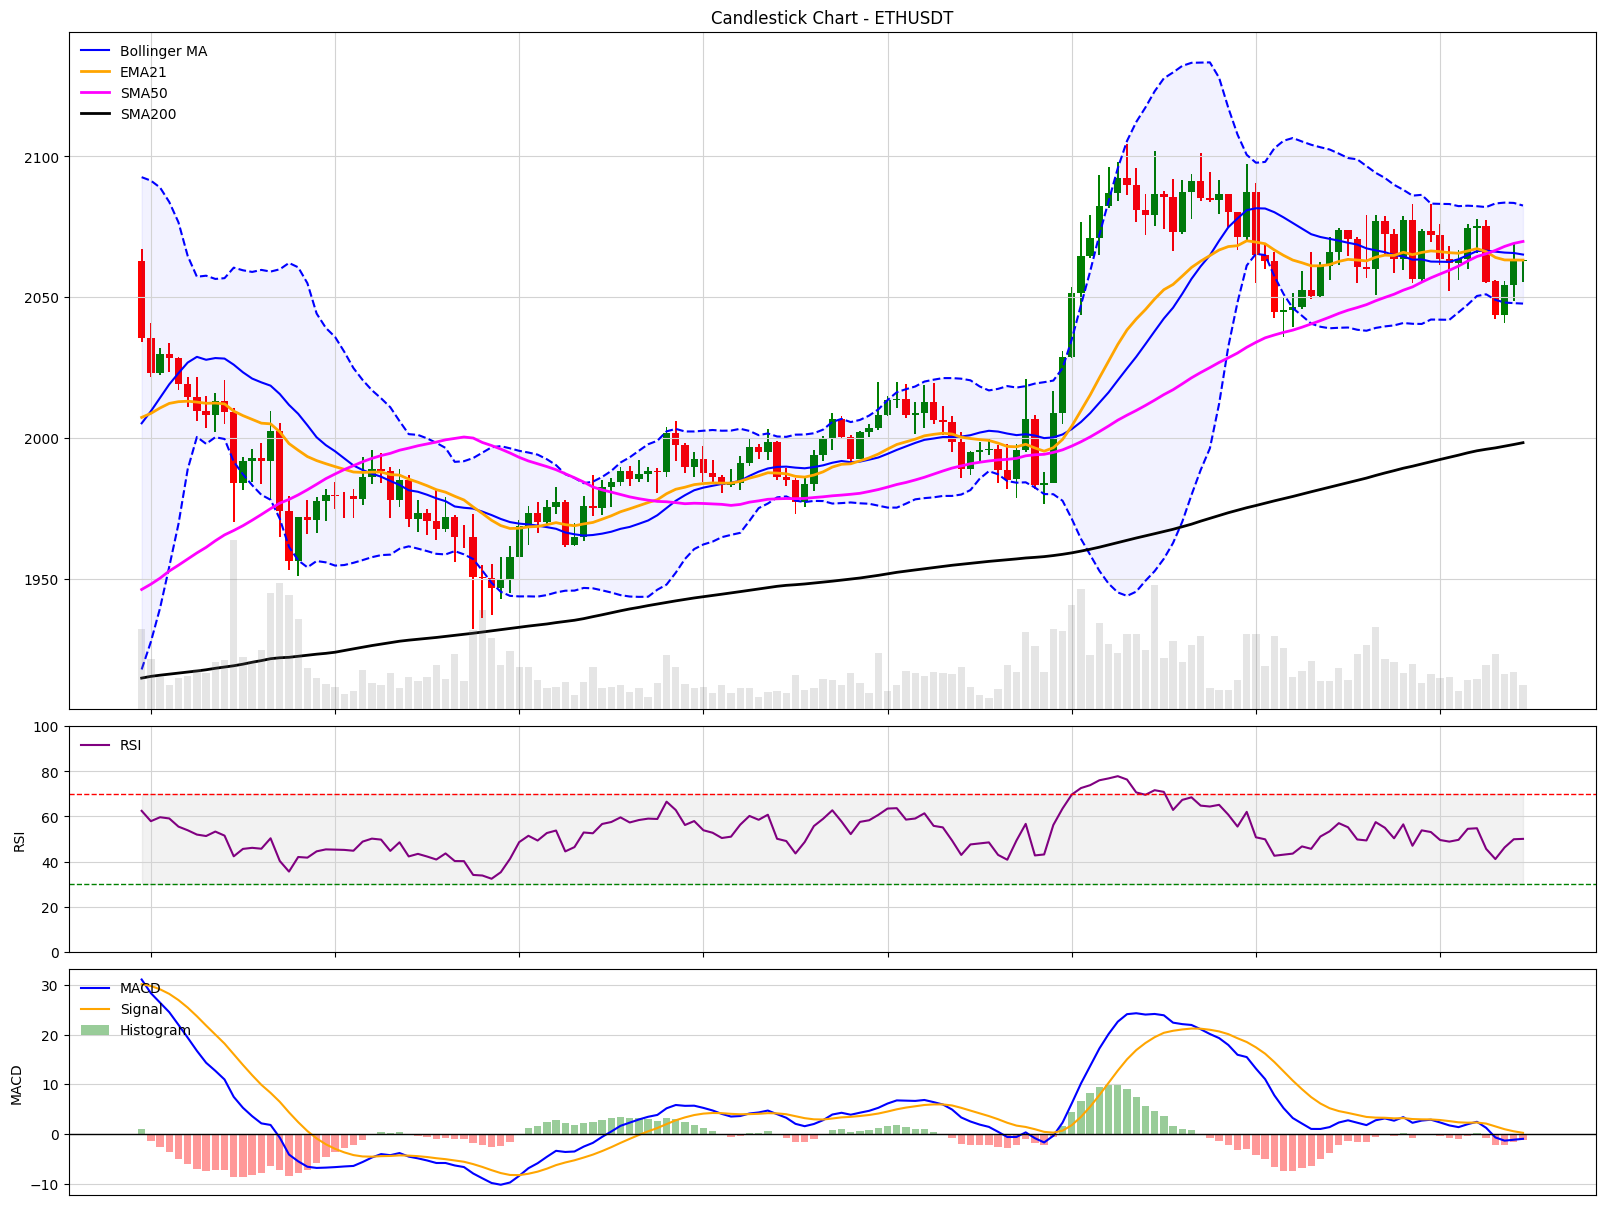 Candlestick Chart - ETHUSDT
Bollinger MA
EMA21
SMA50
SMA200
2100
2050
2000
1950
RSI
100
80
60
40
20
0
RSI
MACD
Signal
Histogram
30
20
10
0
−10
MACD